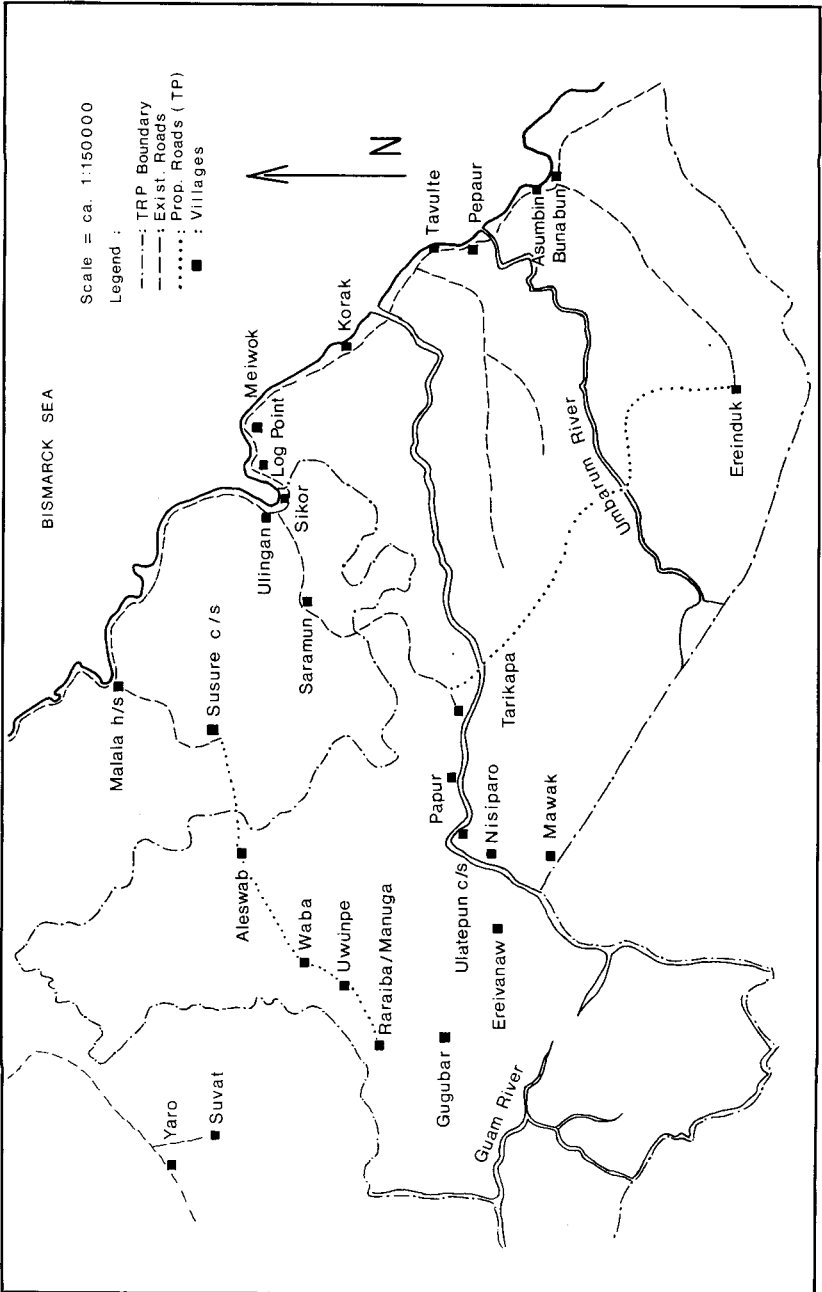 BISMARCK SEA
Scale = ca. 1:150000
Legend :
: TRP Boundary
: Exist. Roads
: Prop. Roads ( TP )
: Villages
N
Yaro
Suvat
Malala h/s
Susure c/s
Aleswab
Waba
Uwunpe
Raraiba/Manuga
Gugubar
Guam River
Ereivanaw
Ulatepun c/s
Papur
Nisiparo
Mawak
Tarikapa
Saramun
Ulingan
Sikor
Log Point
Meiwok
Korak
Tavulte
Pepaur
Asumbin
Bunabun
Umbarum River
Ereinduk